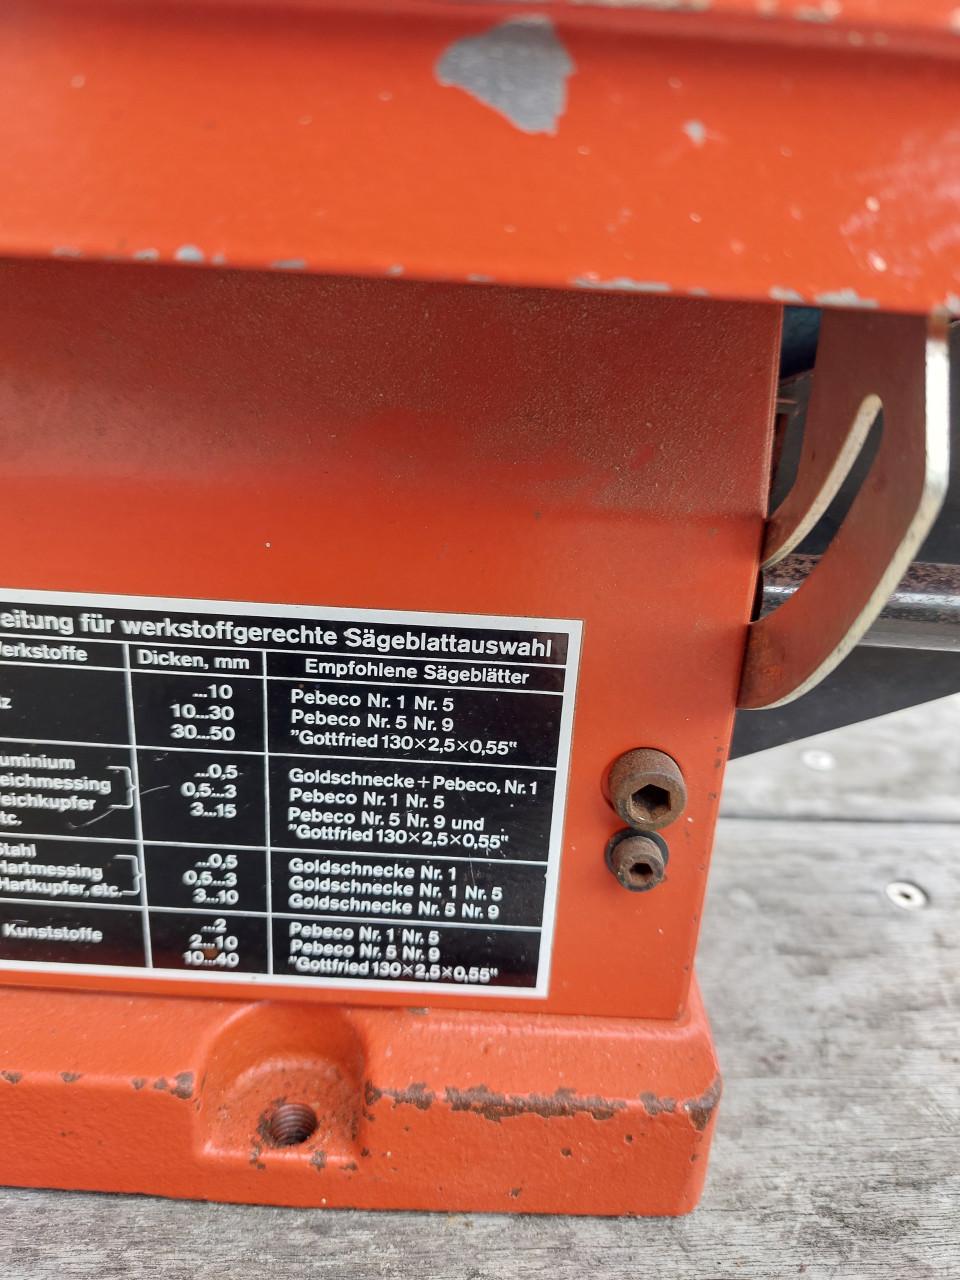 eitung für werkstoffgerechte Sägeblattauswahl
erkstoffe Dicken, mm Empfohlene Sägeblätter
lz ...10 Pebeco Nr. 1 Nr. 5
10...30 Pebeco Nr. 5 Nr. 9
30...50 "Gottfried 130×2,5×0,55"
uminium ...0,5 Goldschnecke + Pebeco, Nr. 1
eichmessing 0,5...3 Pebeco Nr. 1 Nr. 5
eichkupfer 3...15 Pebeco Nr. 5 Nr. 9 und
etc. "Gottfried 130×2,5×0,55"
Stahl ...0,5 Goldschnecke Nr. 1
Hartmessing 0,5...3 Goldschnecke Nr. 1 Nr. 5
Hartkupfer, etc. 3...10 Goldschnecke Nr. 5 Nr. 9
Kunststoffe ...2 Pebeco Nr. 1 Nr. 5
2...10 Pebeco Nr. 5 Nr. 9
10...40 "Gottfried 130×2,5×0,55"